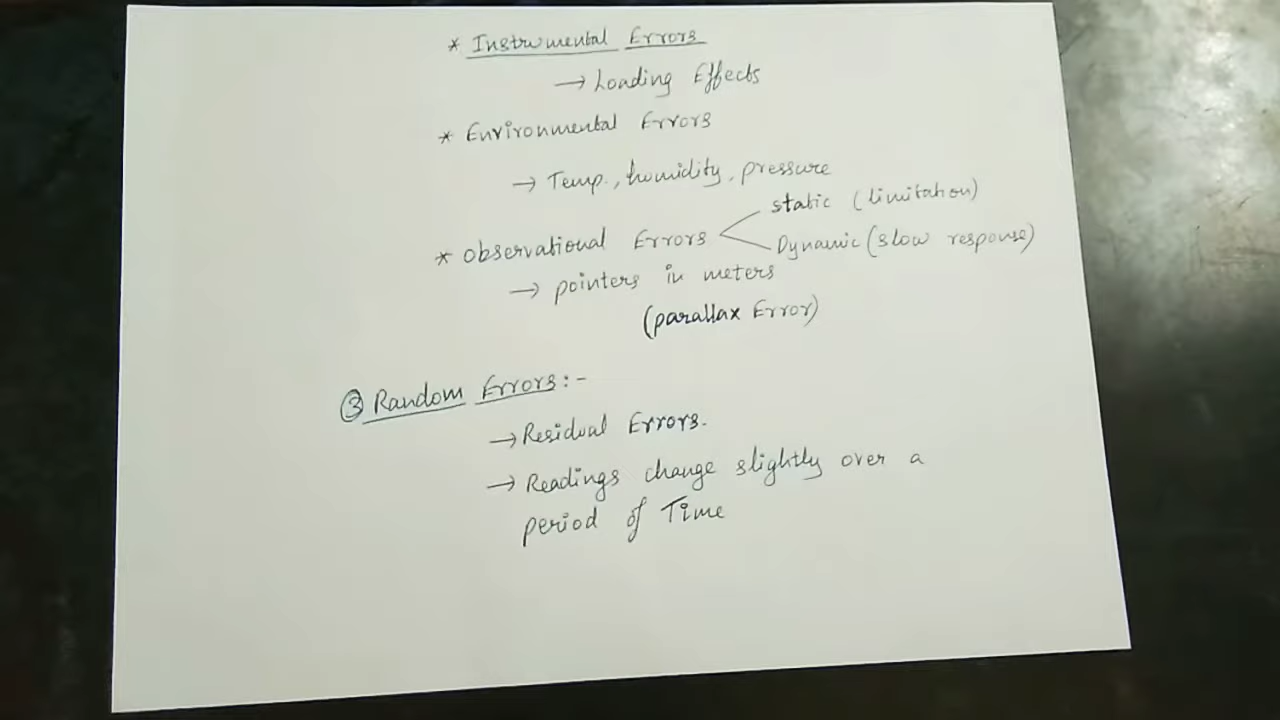 * Instrumental Errors
→ Loading Effects
* Environmental Errors
→ Temp., humidity, pressure
* Observational Errors
static (limitation)
Dynamic (slow response)
→ pointers in meters
(parallax Error)
③ Random Errors:-
→ Residual Errors.
→ Readings change slightly over a
period of Time